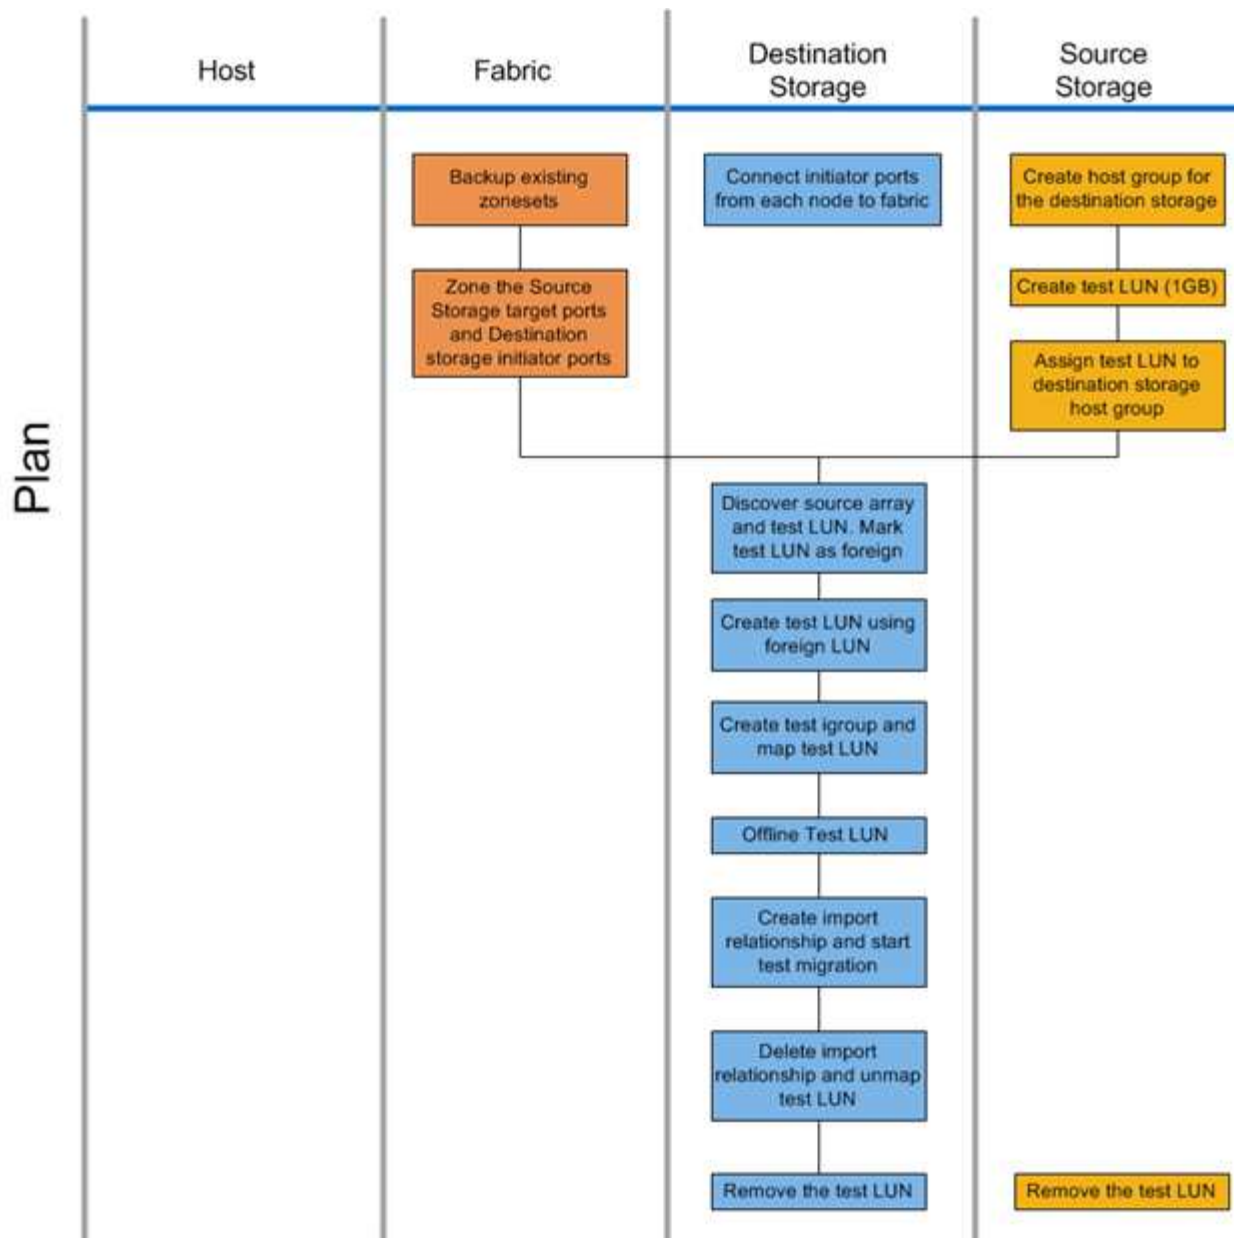 Host
Fabric
Destination
Storage
Source
Storage
Plan
Backup existing
zonesets
Zone the Source
Storage target ports
and Destination
storage initiator ports
Connect initiator ports
from each node to fabric
Create host group for
the destination storage
Create test LUN (1GB)
Assign test LUN to
destination storage
host group
Discover source array
and test LUN. Mark
test LUN as foreign
Create test LUN using
foreign LUN
Create test igroup and
map test LUN
Offline Test LUN
Create import
relationship and start
test migration
Delete import
relationship and unmap
test LUN
Remove the test LUN
Remove the test LUN